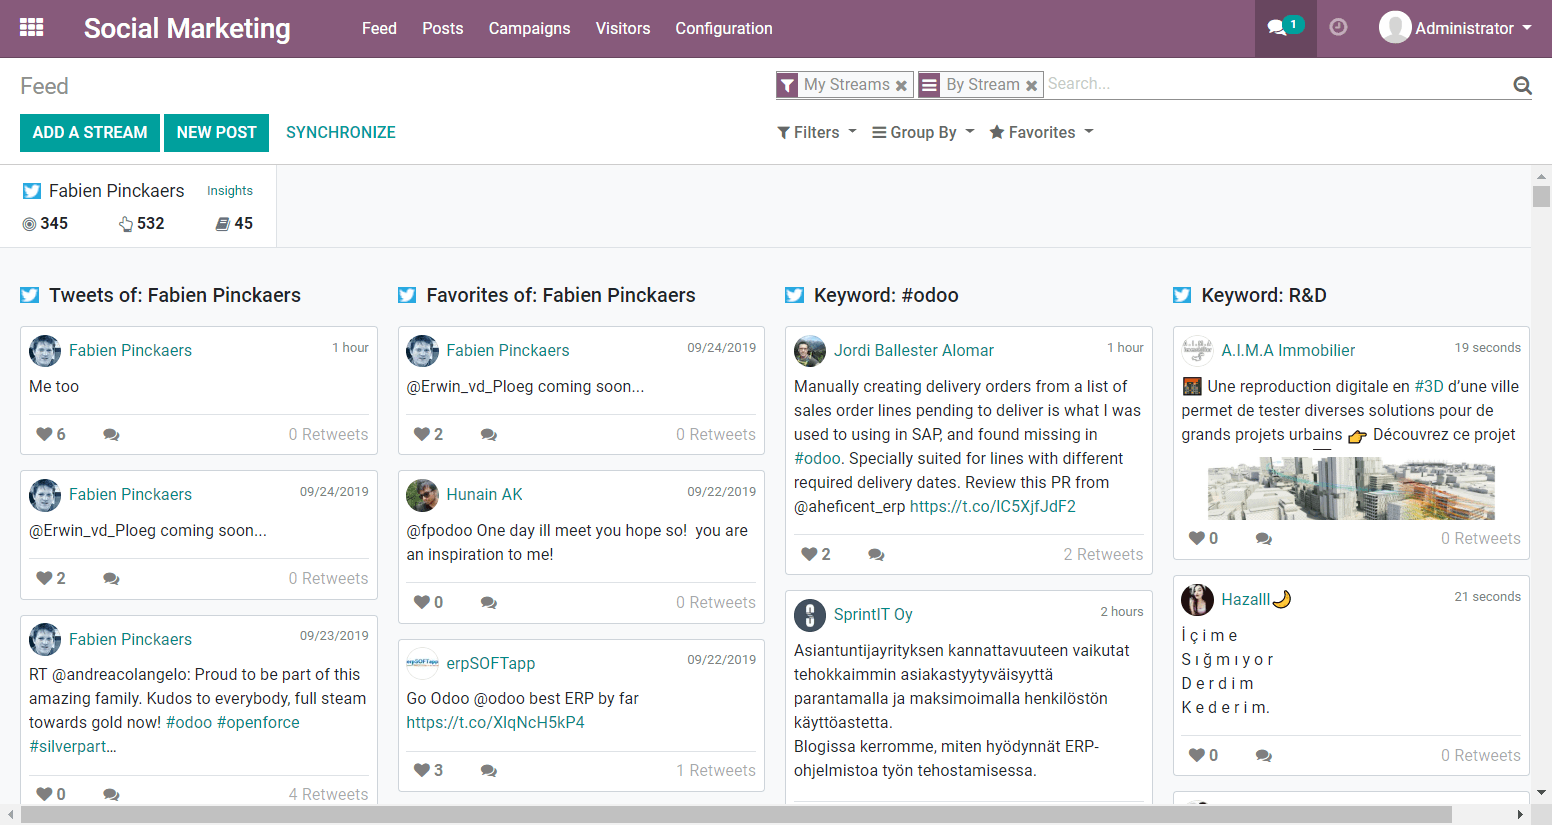 Social Marketing
Feed
Posts
Campaigns
Visitors
Configuration
1
Administrator
Feed
My Streams
By Stream
Search...
ADD A STREAM
NEW POST
SYNCHRONIZE
Filters
Group By
Favorites
Fabien Pinckaers
Insights
345
532
45
Tweets of: Fabien Pinckaers
Fabien Pinckaers
1 hour
Me too
6
0 Retweets
Fabien Pinckaers
09/24/2019
@Erwin_vd_Ploeg coming soon...
2
0 Retweets
Fabien Pinckaers
09/23/2019
RT @andreacolangelo: Proud to be part of this
amazing family. Kudos to everybody, full steam
towards gold now! #odoo #openforce
#silverpart…
0
4 Retweets
Favorites of: Fabien Pinckaers
Fabien Pinckaers
09/24/2019
@Erwin_vd_Ploeg coming soon...
2
0 Retweets
Hunain AK
09/22/2019
@fpodoo One day ill meet you hope so!  you are
an inspiration to me!
0
0 Retweets
erpSOFTapp
erpSOFTapp
09/22/2019
Go Odoo @odoo best ERP by far
https://t.co/XIqNcH5kP4
3
1 Retweets
Keyword: #odoo
Jordi Ballester Alomar
1 hour
Manually creating delivery orders from a list of
sales order lines pending to deliver is what I was
used to using in SAP, and found missing in
#odoo. Specially suited for lines with different
required delivery dates. Review this PR from
@aheficent_erp https://t.co/IC5XjfJdF2
2
2 Retweets
SprintIT Oy
2 hours
Asiantuntijayrityksen kannattavuuteen vaikutat
tehokkaimmin asiakastyytyväisyyttä
parantamalla ja maksimoimalla henkilöstön
käyttöastetta.
Blogissa kerromme, miten hyödynnät ERP-
ohjelmistoa työn tehostamisessa.
Keyword: R&D
A.I.M.A Immobilier
19 seconds
Une reproduction digitale en #3D d’une ville
permet de tester diverses solutions pour de
grands projets urbains 👉 Découvrez ce projet
0
0 Retweets
Hazalll🌙
21 seconds
İ ç i m e
S ı ğ m ı y o r
D e r d i m
K e d e r i m.
0
0 Retweets